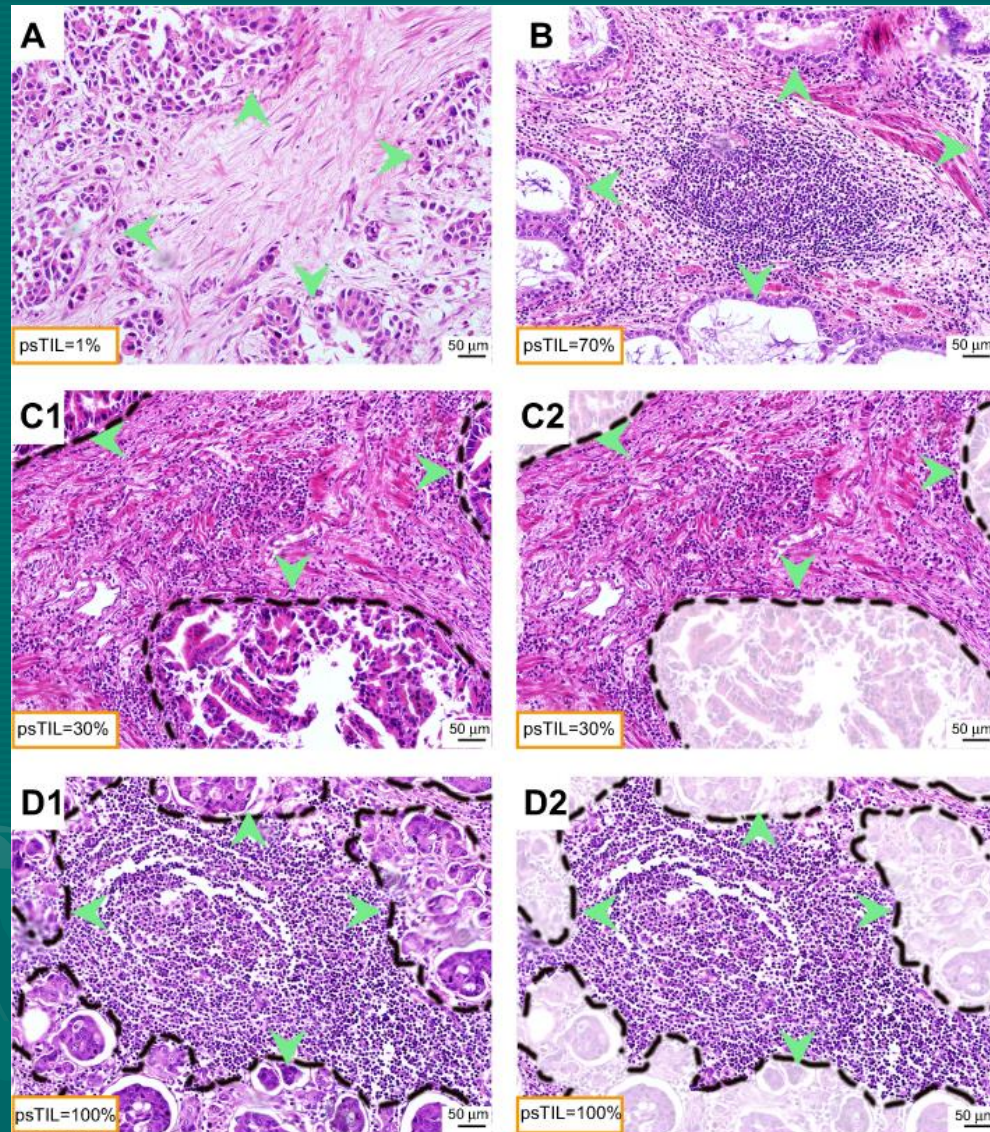 A
B
psTIL=1%
50 µm
psTIL=70%
50 µm
C1
C2
psTIL=30%
50 µm
psTIL=30%
50 µm
D1
D2
psTIL=100%
50 µm
psTIL=100%
50 µm